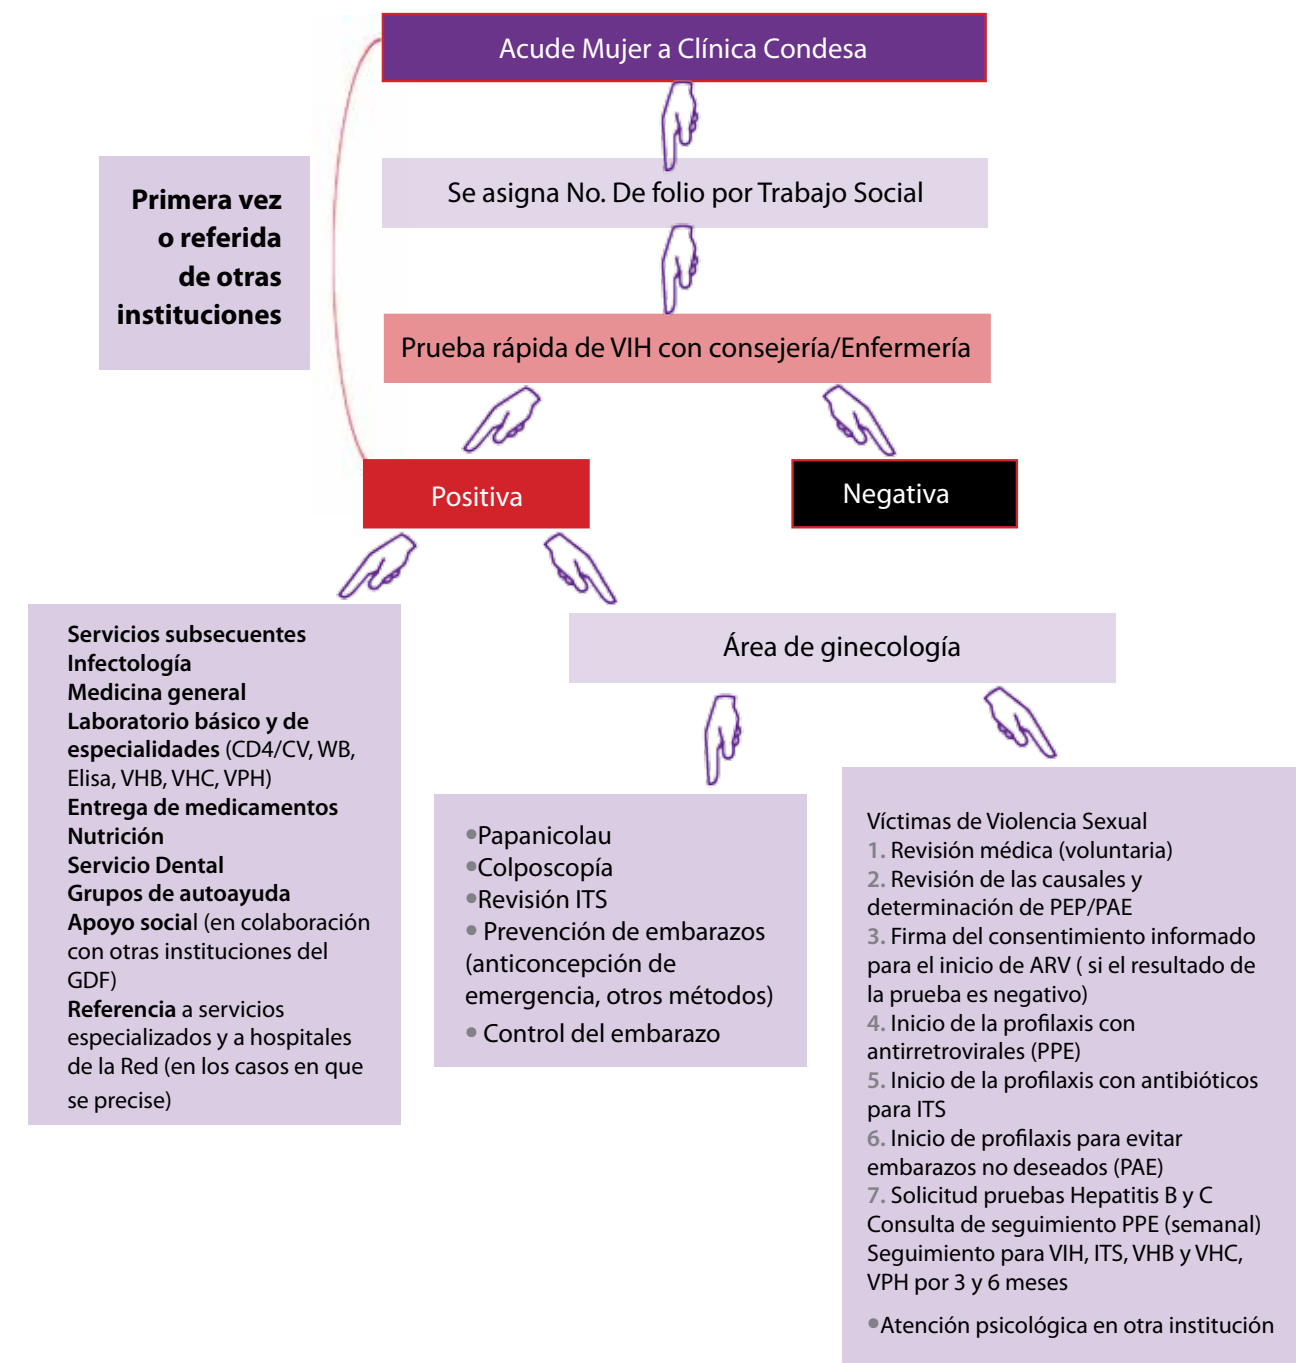 Acude Mujer a Clínica Condesa
Primera vez
o referida
de otras
instituciones
Se asigna No. De folio por Trabajo Social
Prueba rápida de VIH con consejería/Enfermería
Positiva
Negativa
Servicios subsecuentes
Infectología
Medicina general
Laboratorio básico y de
especialidades (CD4/CV, WB,
Elisa, VHB, VHC, VPH)
Entrega de medicamentos
Nutrición
Servicio Dental
Grupos de autoayuda
Apoyo social (en colaboración
con otras instituciones del
GDF)
Referencia a servicios
especializados y a hospitales
de la Red (en los casos en que
se precise)
Área de ginecología
•Papanicolau
•Colposcopía
•Revisión ITS
• Prevención de embarazos
(anticoncepción de
emergencia, otros métodos)
• Control del embarazo
Víctimas de Violencia Sexual
1. Revisión médica (voluntaria)
2. Revisión de las causales y
determinación de PEP/PAE
3. Firma del consentimiento informado
para el inicio de ARV ( si el resultado de
la prueba es negativo)
4. Inicio de la profilaxis con
antirretrovirales (PPE)
5. Inicio de la profilaxis con antibióticos
para ITS
6. Inicio de profilaxis para evitar
embarazos no deseados (PAE)
7. Solicitud pruebas Hepatitis B y C
Consulta de seguimiento PPE (semanal)
Seguimiento para VIH, ITS, VHB y VHC,
VPH por 3 y 6 meses
•Atención psicológica en otra institución